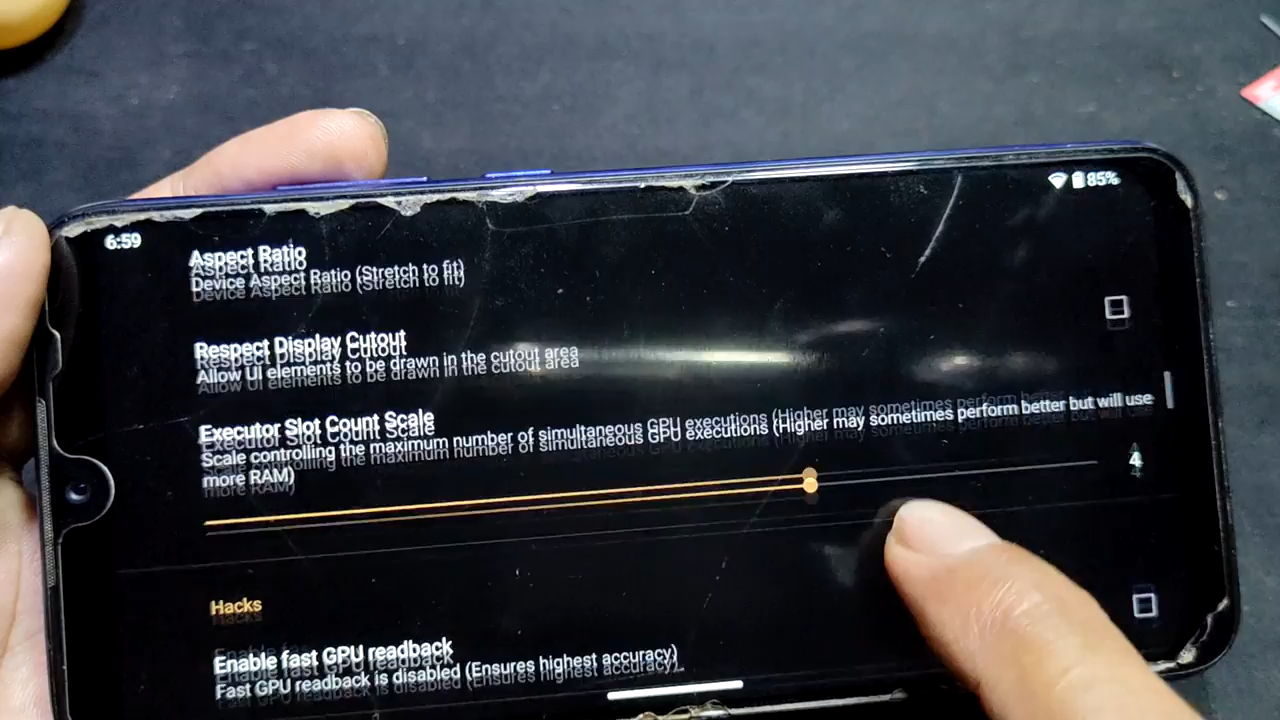 6:59
85%
Aspect Ratio
Device Aspect Ratio (Stretch to fit)
Respect Display Cutout
Allow UI elements to be drawn in the cutout area
Executor Slot Count Scale
Scale controlling the maximum number of simultaneous GPU executions (Higher may sometimes perform better but will use
more RAM)
4
Hacks
Enable fast GPU readback
Fast GPU readback is disabled (Ensures highest accuracy)